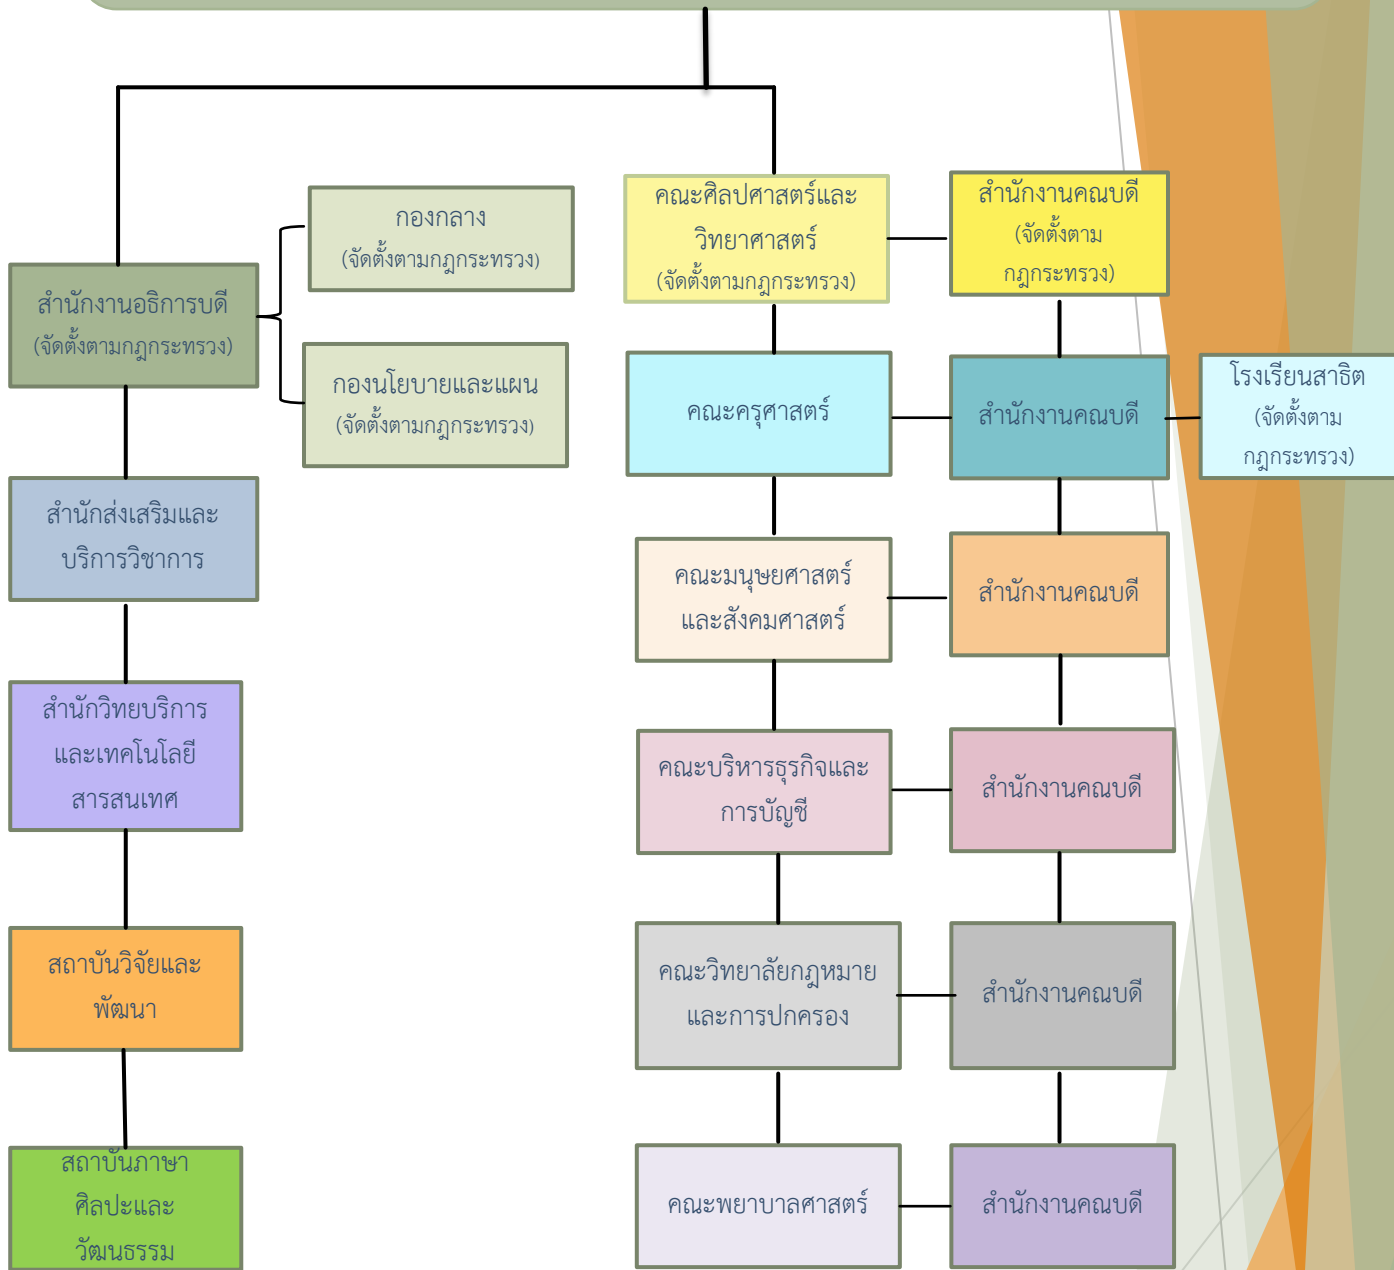 กองกลาง
(จัดตั้งตามกฎกระทรวง)
สำนักงานอธิการบดี
(จัดตั้งตามกฎกระทรวง)
กองนโยบายและแผน
(จัดตั้งตามกฎกระทรวง)
สำนักส่งเสริมและ
บริการวิชาการ
สำนักวิทยบริการ
และเทคโนโลยี
สารสนเทศ
สถาบันวิจัยและ
พัฒนา
สถาบันภาษา
ศิลปะและ
วัฒนธรรม
คณะศิลปศาสตร์และ
วิทยาศาสตร์
(จัดตั้งตามกฎกระทรวง)
สำนักงานคณบดี
(จัดตั้งตาม
กฎกระทรวง)
คณะครุศาสตร์
สำนักงานคณบดี
โรงเรียนสาธิต
(จัดตั้งตาม
กฎกระทรวง)
คณะมนุษยศาสตร์
และสังคมศาสตร์
สำนักงานคณบดี
คณะบริหารธุรกิจและ
การบัญชี
สำนักงานคณบดี
คณะวิทยาลัยกฎหมาย
และการปกครอง
สำนักงานคณบดี
คณะพยาบาลศาสตร์
สำนักงานคณบดี